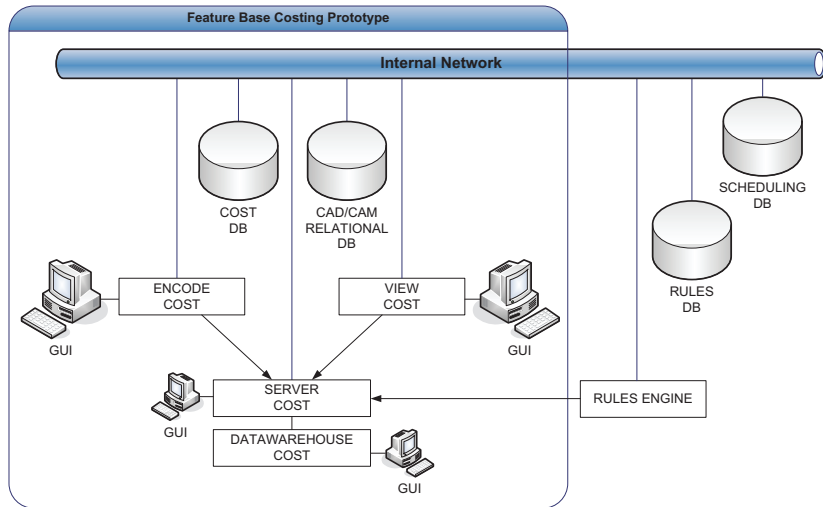 Feature Base Costing Prototype
Internal Network
COST
DB
CAD/CAM
RELATIONAL
DB
SCHEDULING
DB
RULES
DB
ENCODE
COST
GUI
VIEW
COST
GUI
SERVER
COST
GUI
RULES ENGINE
DATAWAREHOUSE
COST
GUI